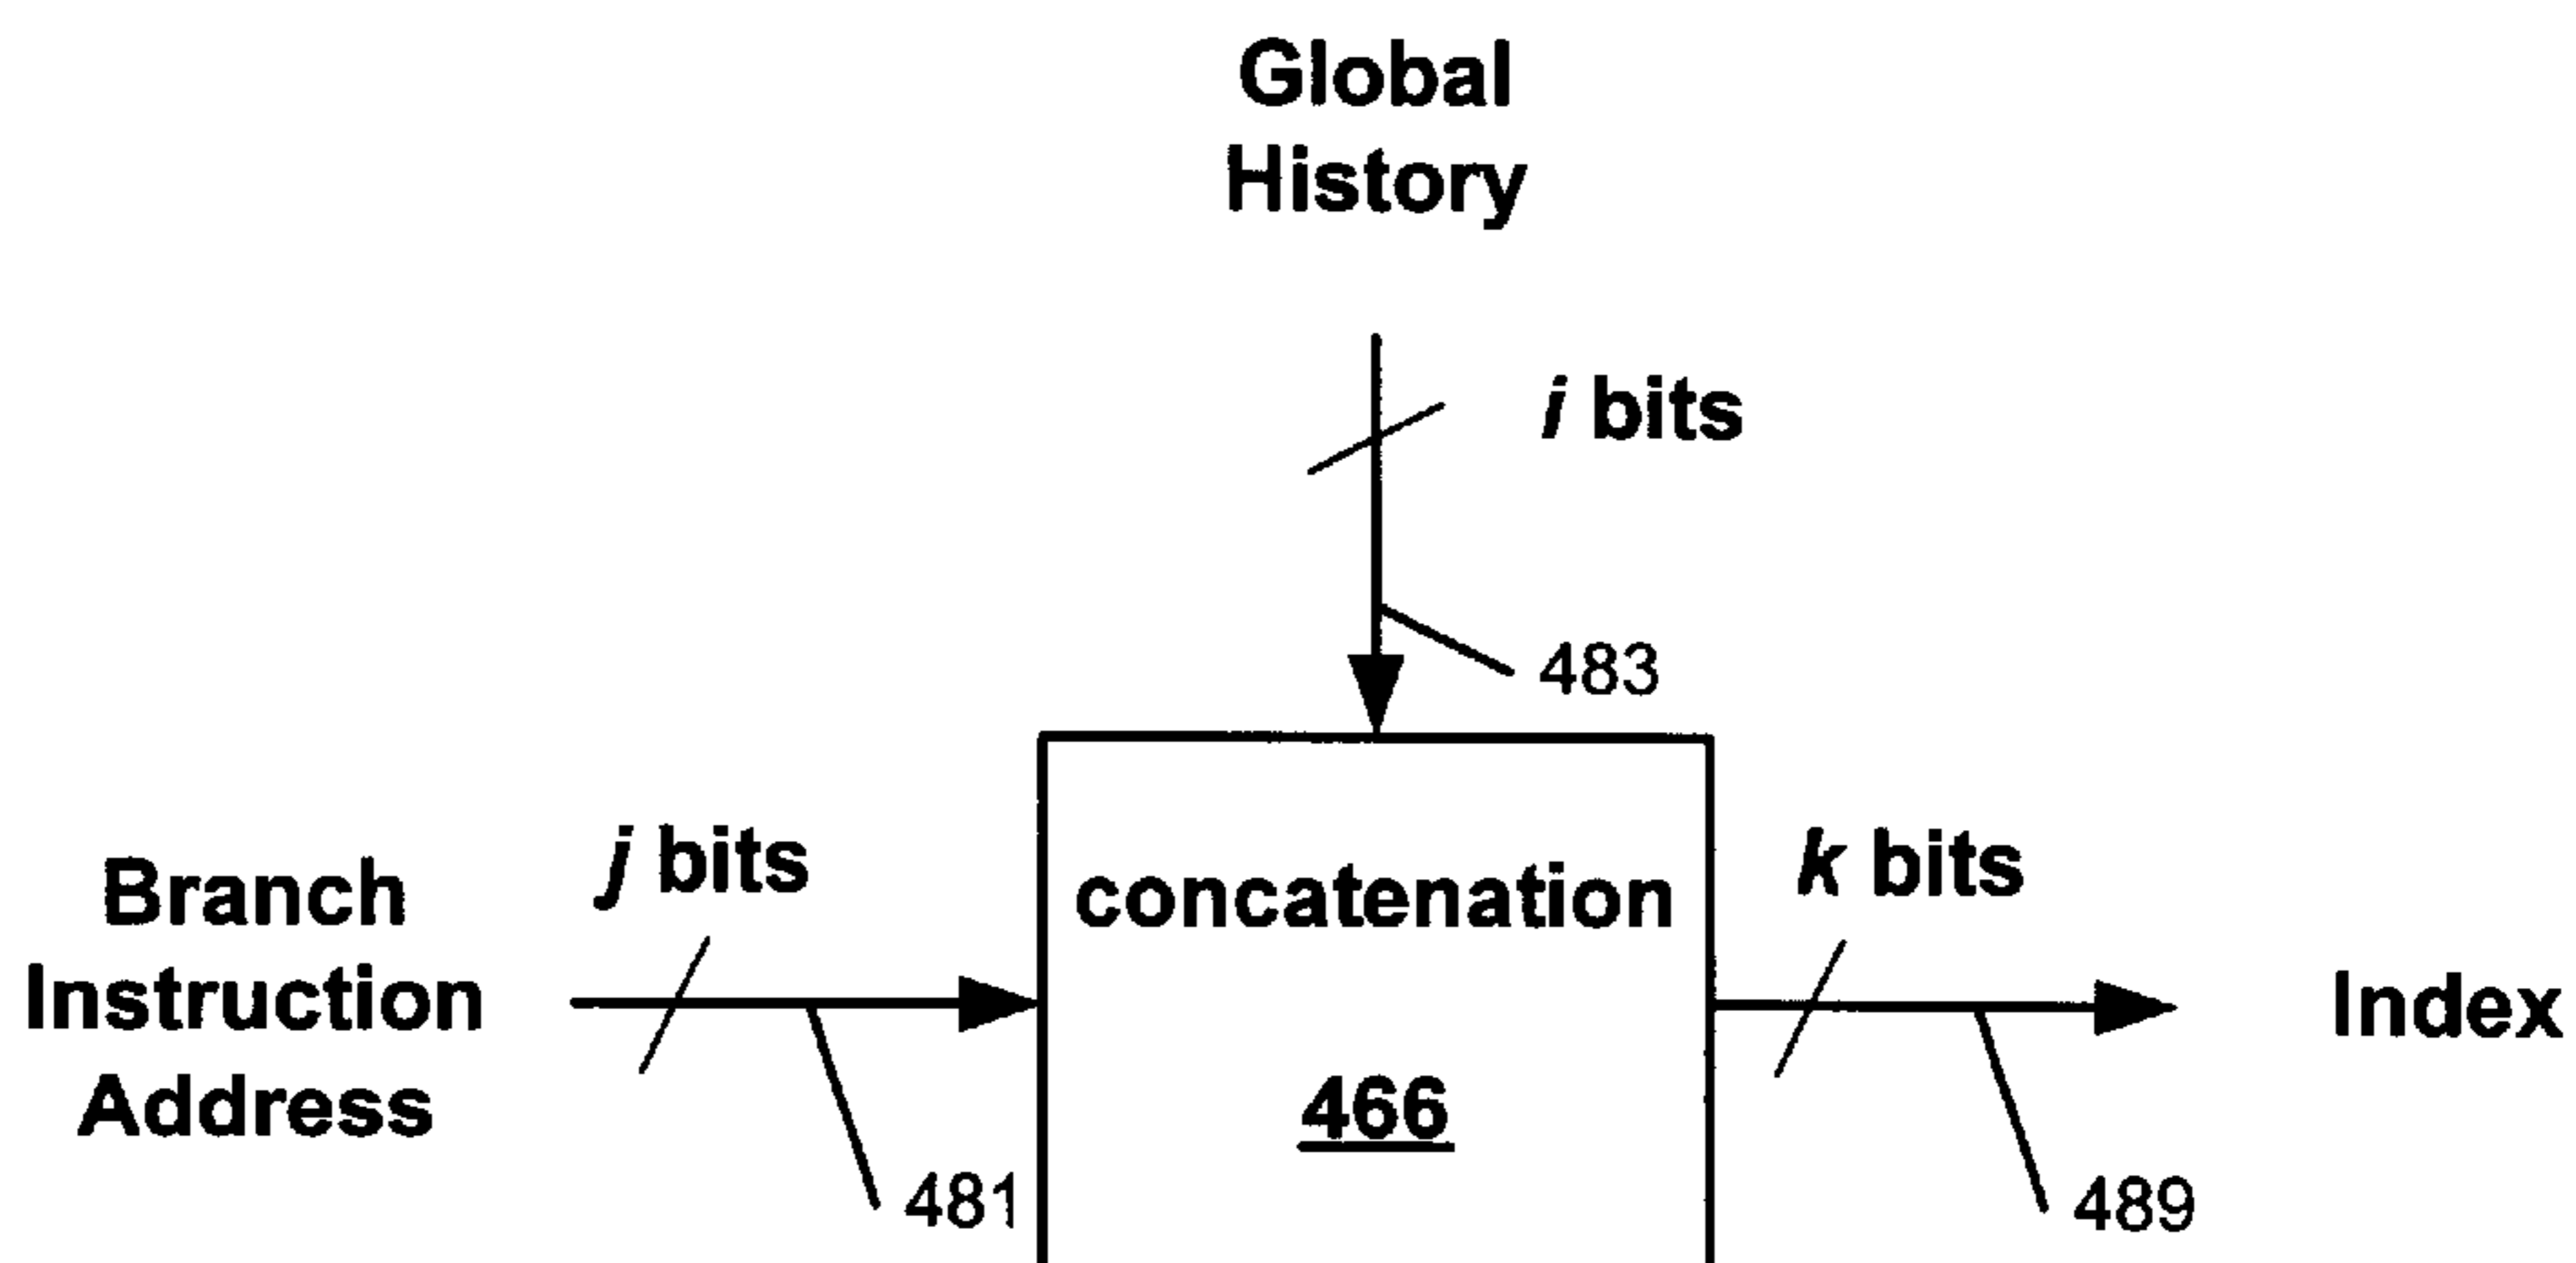 Global
History
i bits
483
j bits
Branch
Instruction
Address
481
concatenation
466
k bits
489
Index